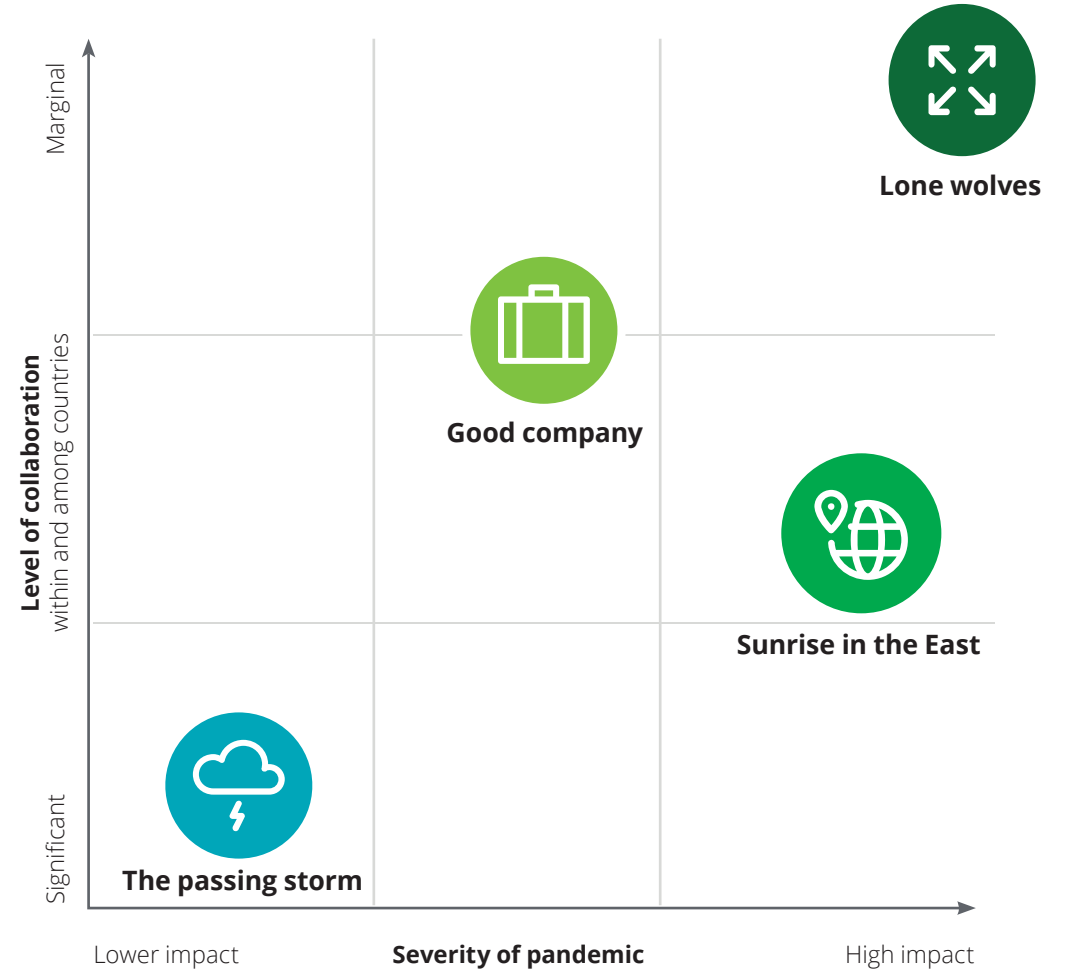 Marginal
Lone wolves
Level of collaboration
within and among countries
Good company
Sunrise in the East
Significant
The passing storm
Lower impact
Severity of pandemic
High impact